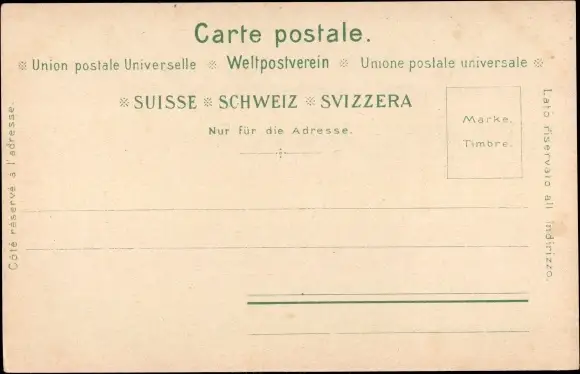 Carte postale.
※ Union postale Universelle ※ Weltpostverein ※ Unione postale universale ※
※ SUISSE ※ SCHWEIZ ※ SVIZZERA
Nur für die Adresse.
Marke.
Timbre.
Côté réservé à l'adresse.
Lato riservato all indirizzo.